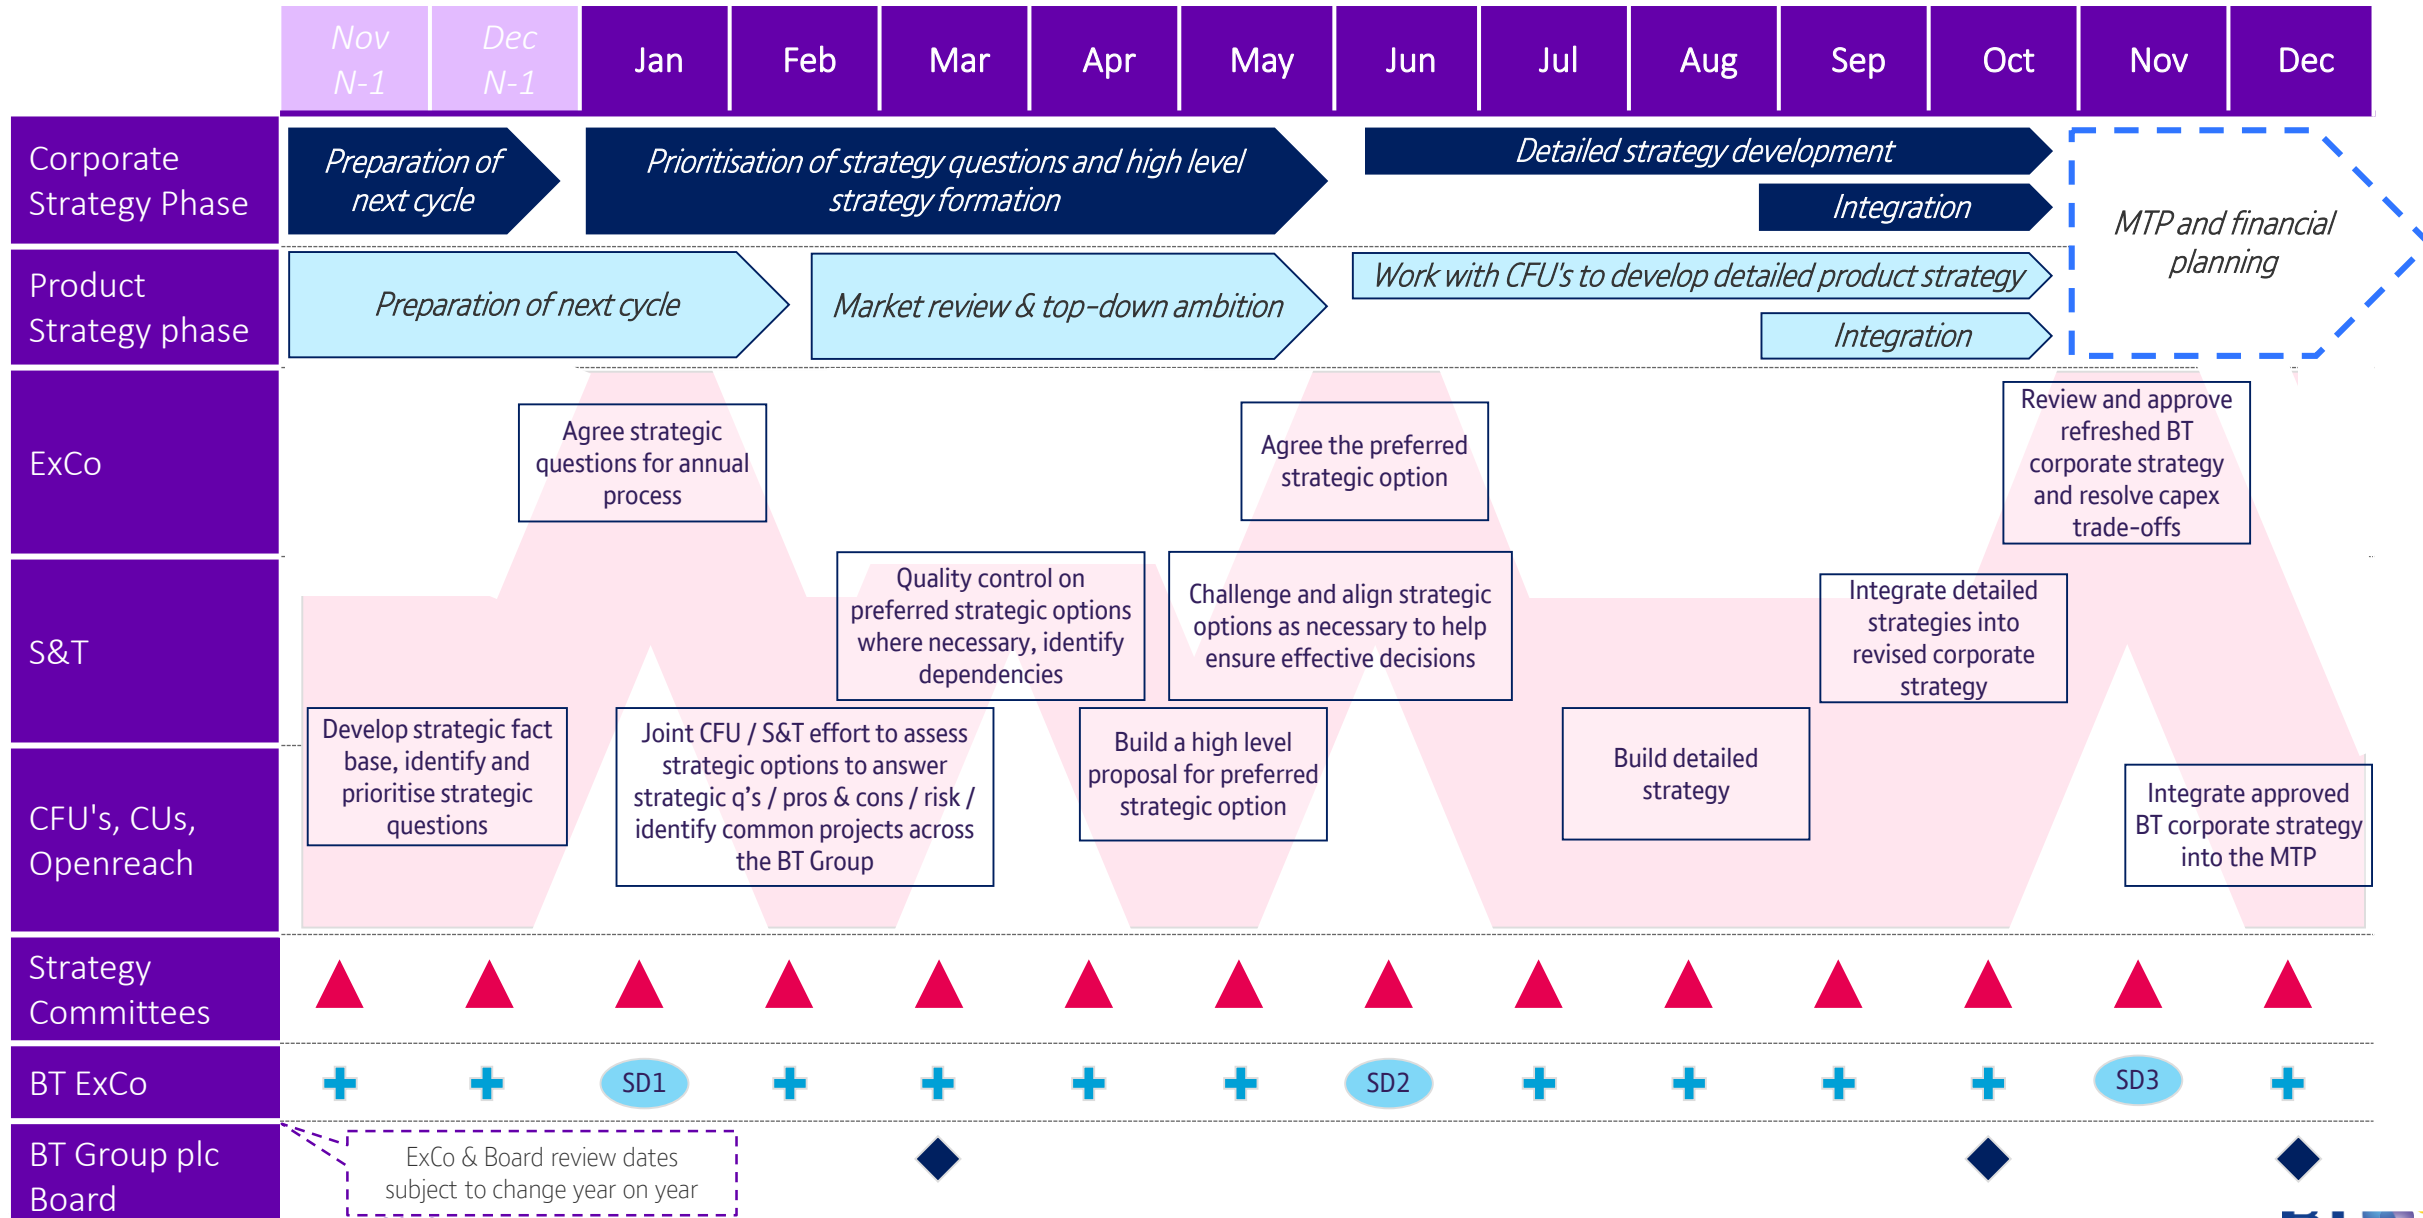 Nov
N-1
Dec
N-1
Jan
Feb
Mar
Apr
May
Jun
Jul
Aug
Sep
Oct
Nov
Dec
Corporate
Strategy Phase
Preparation of
next cycle
Prioritisation of strategy questions and high level
strategy formation
Detailed strategy development
Integration
MTP and financial
planning
Product
Strategy phase
Preparation of next cycle
Market review & top-down ambition
Work with CFU's to develop detailed product strategy
Integration
ExCo
Agree strategic
questions for annual
process
Agree the preferred
strategic option
Review and approve
refreshed BT
corporate strategy
and resolve capex
trade-offs
S&T
Quality control on
preferred strategic options
where necessary, identify
dependencies
Challenge and align strategic
options as necessary to help
ensure effective decisions
Integrate detailed
strategies into
revised corporate
strategy
Develop strategic fact
base, identify and
prioritise strategic
questions
Joint CFU / S&T effort to assess
strategic options to answer
strategic q’s / pros & cons / risk /
identify common projects across
the BT Group
Build a high level
proposal for preferred
strategic option
Build detailed
strategy
CFU's, CUs,
Openreach
Integrate approved
BT corporate strategy
into the MTP
Strategy
Committees
BT ExCo
SD1
SD2
SD3
BT Group plc
Board
ExCo & Board review dates
subject to change year on year